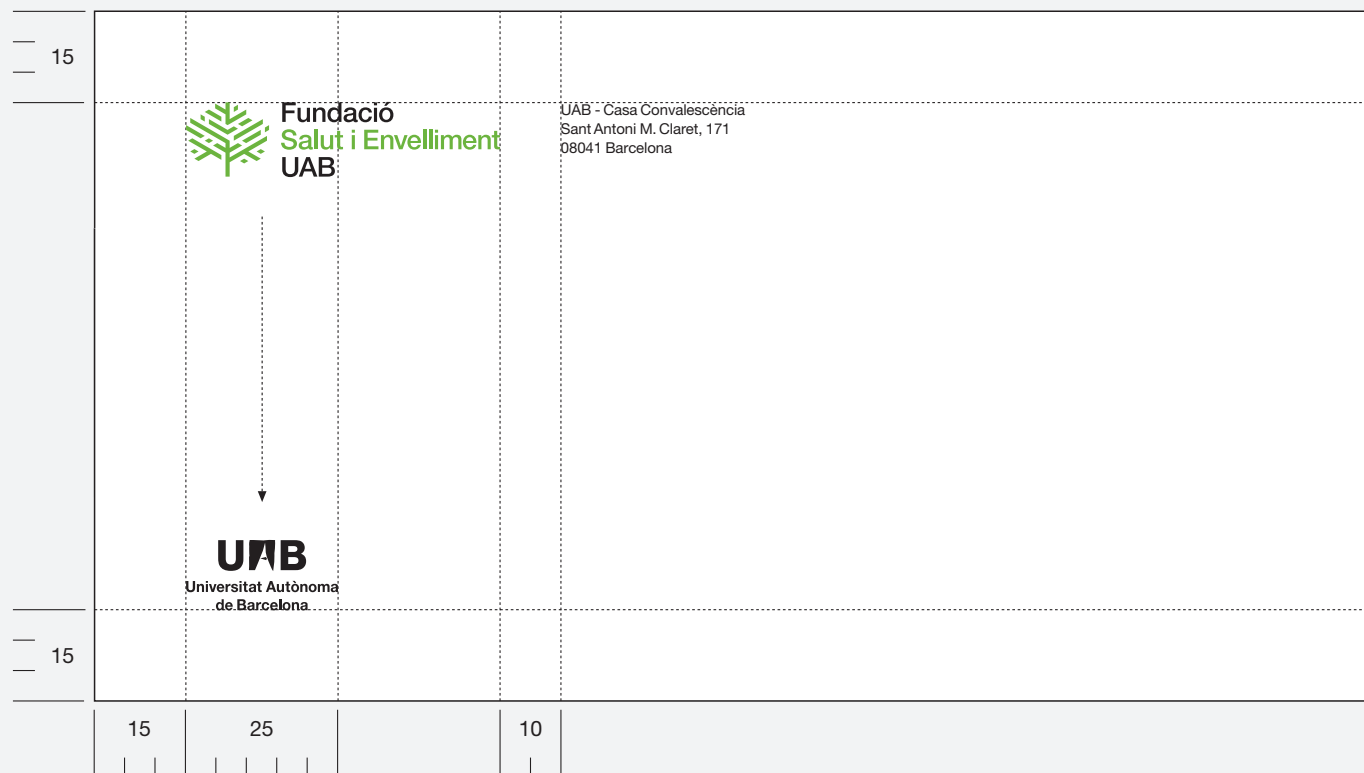 15
Fundació
Salut i Envelliment
UAB
UAB - Casa Convalescència
Sant Antoni M. Claret, 171
08041 Barcelona
UAB
Universitat Autònoma
de Barcelona
15
15
25
10